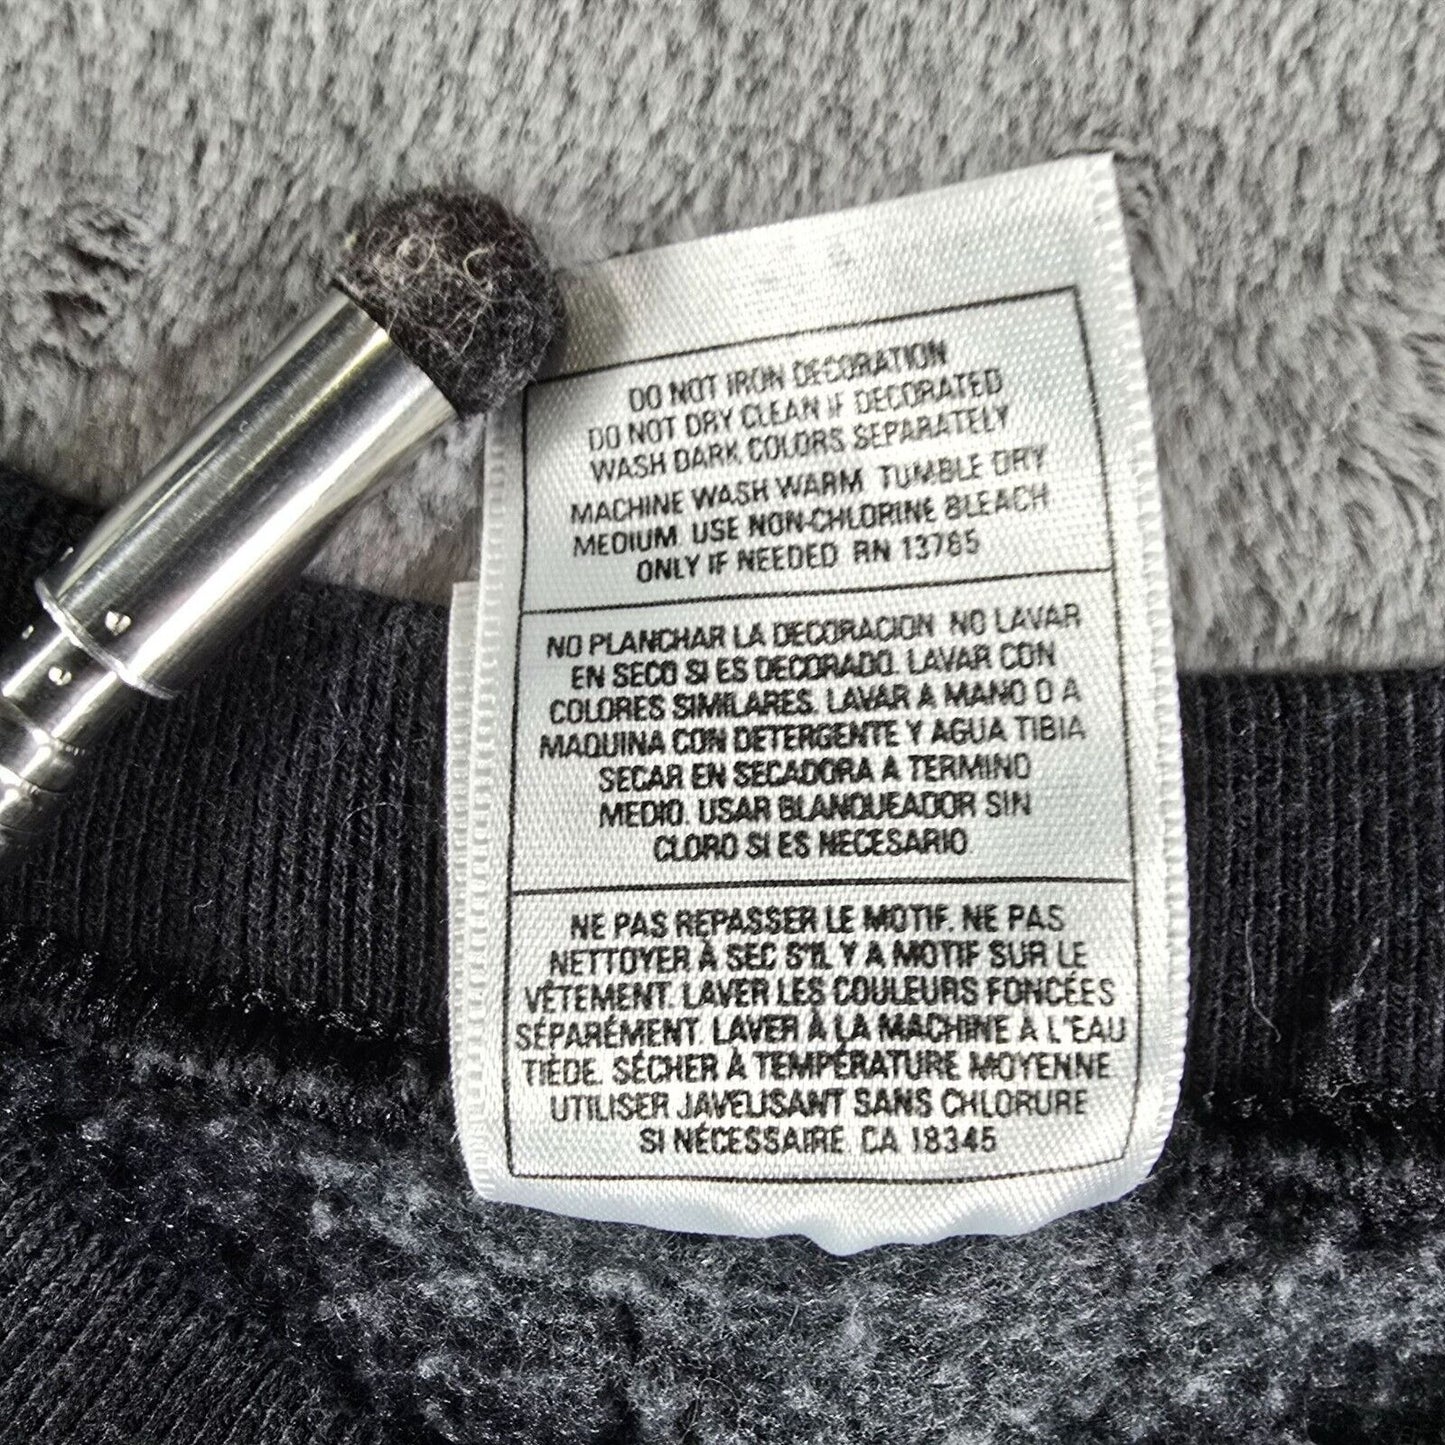 DO NOT IRON DECORATION
DO NOT DRY CLEAN IF DECORATED
WASH DARK COLORS SEPARATELY
MACHINE WASH WARM TUMBLE DRY
MEDIUM. USE NON-CHLORINE BLEACH
ONLY IF NEEDED RN 13765
NO PLANCHAR LA DECORACION NO LAVAR
EN SECO SI ES DECORADO. LAVAR CON
COLORES SIMILARES. LAVAR A MANO O A
MAQUINA CON DETERGENTE Y AGUA TIBIA
SECAR EN SECADORA A TERMINO
MEDIO. USAR BLANQUEADOR SIN
CLORO SI ES NECESARIO
NE PAS REPASSER LE MOTIF. NE PAS
NETTOYER À SEC S'IL Y A MOTIF SUR LE
VÊTEMENT. LAVER LES COULEURS FONCÉES
SÉPARÉMENT. LAVER À LA MACHINE À L'EAU
TIÈDE. SÉCHER À TEMPÉRATURE MOYENNE
UTILISER JAVELISANT SANS CHLORURE
SI NÉCESSAIRE CA 18345